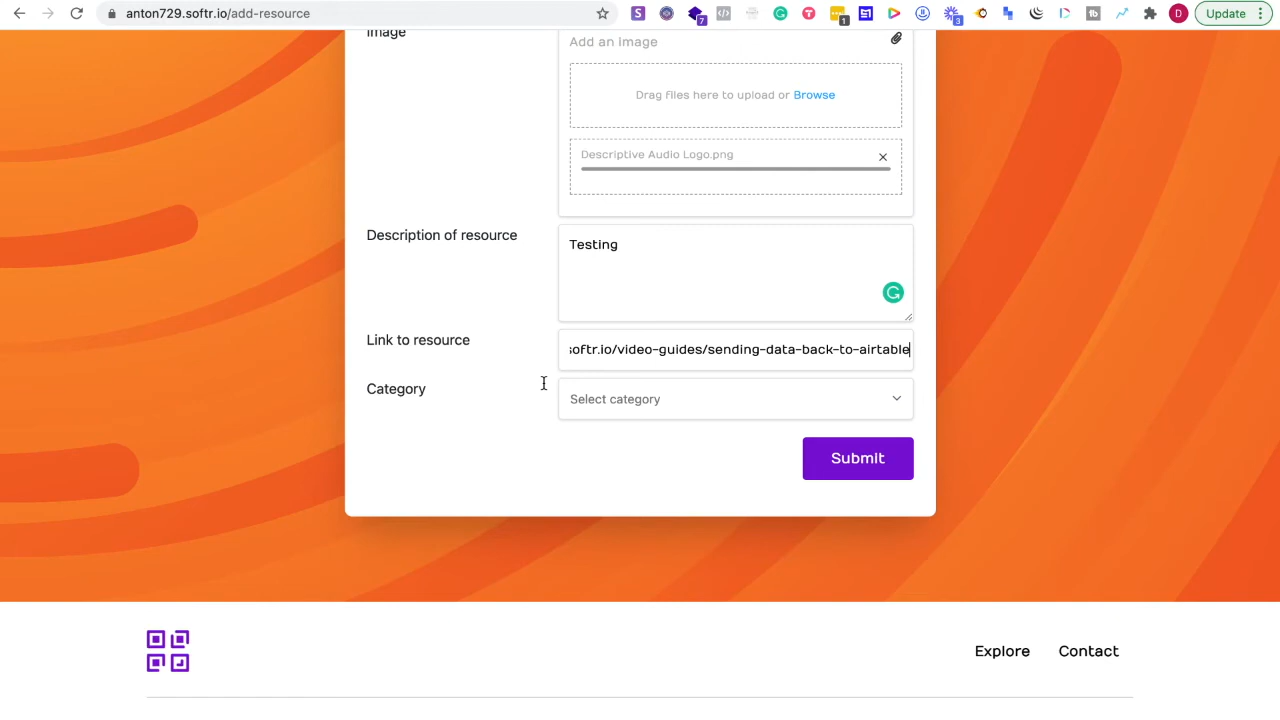 anton729.softr.io/add-resource
Update
Image
Add an image
Drag files here to upload or Browse
Descriptive Audio Logo.png
Description of resource
Testing
Link to resource
softr.io/video-guides/sending-data-back-to-airtable
Category
Select category
Submit
Explore
Contact